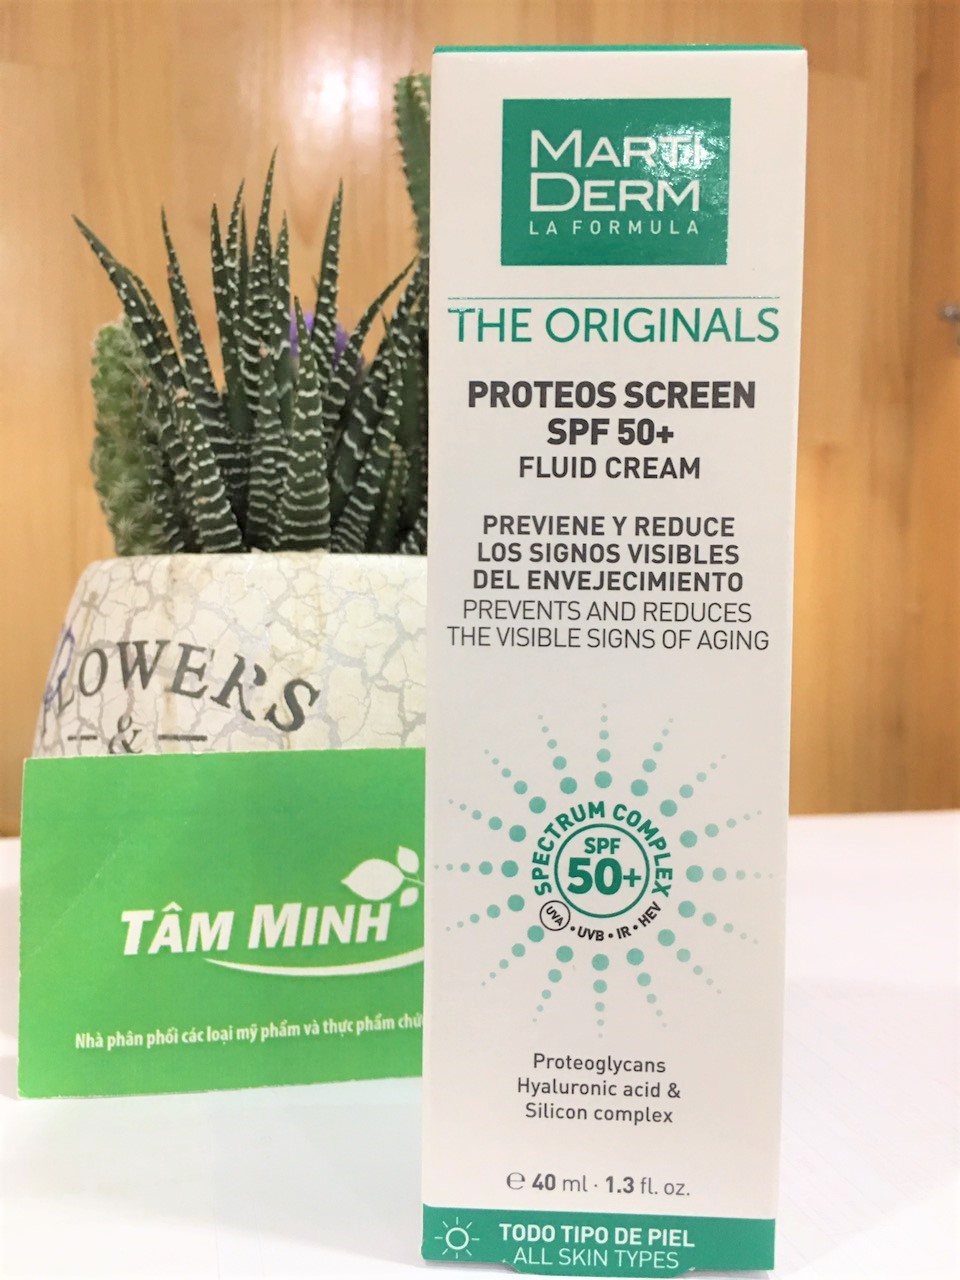 MARTI
DERM
LA FORMULA
THE ORIGINALS
PROTEOS SCREEN
SPF 50+
FLUID CREAM
PREVIENE Y REDUCE
LOS SIGNOS VISIBLES
DEL ENVEJECIMIENTO
PREVENTS AND REDUCES
THE VISIBLE SIGNS OF AGING
SPECTRUM COMPLEX
SPF
50+
UVA • UVB • IR • HEV
Proteoglycans
Hyaluronic acid &
Silicon complex
℮ 40 ml · 1.3 fl. oz.
TODO TIPO DE PIEL
ALL SKIN TYPES
FLOWERS
&
TÂM MINH
Nhà phân phối các loại mỹ phẩm và thực phẩm